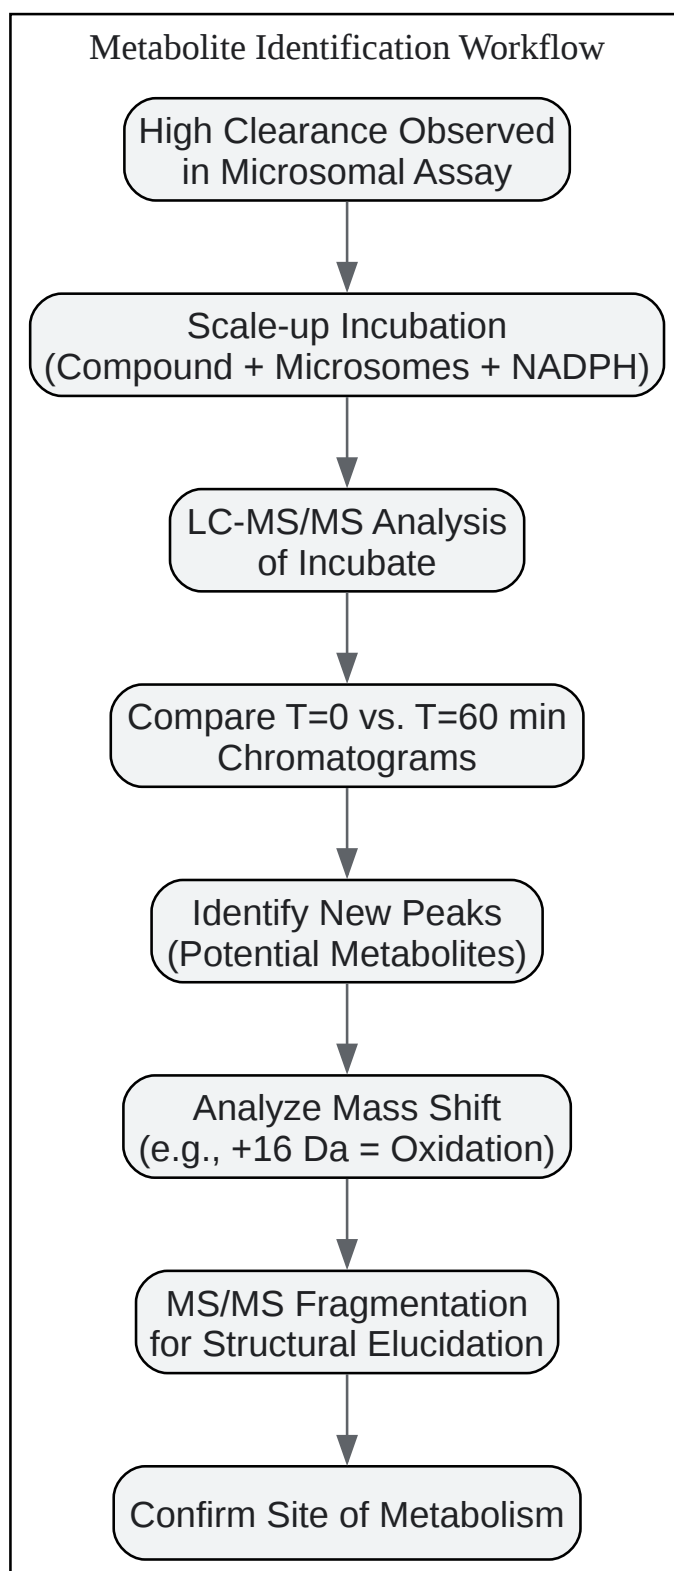 Metabolite Identification Workflow
High Clearance Observed
in Microsomal Assay
Scale-up Incubation
(Compound + Microsomes + NADPH)
LC-MS/MS Analysis
of Incubate
Compare T=0 vs. T=60 min
Chromatograms
Identify New Peaks
(Potential Metabolites)
Analyze Mass Shift
(e.g., +16 Da = Oxidation)
MS/MS Fragmentation
for Structural Elucidation
Confirm Site of Metabolism